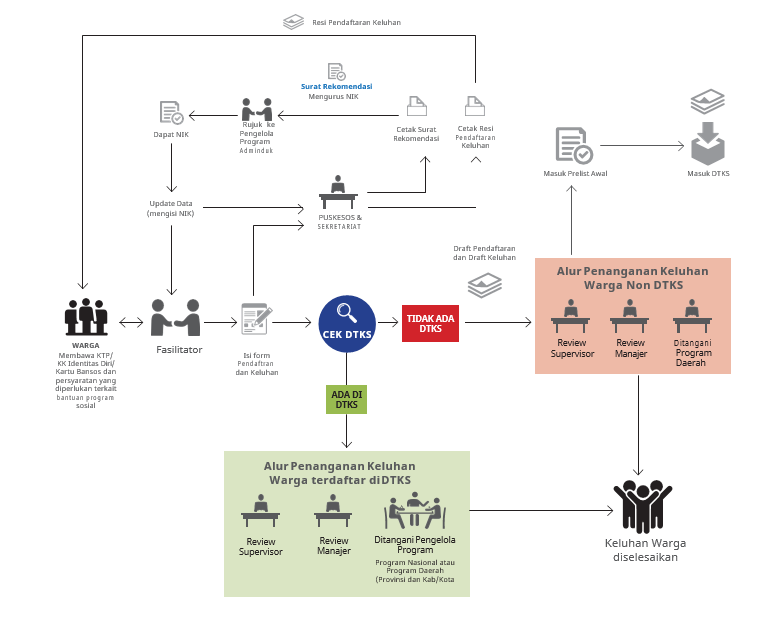 Resi Pendaftaran Keluhan
Surat Rekomendasi
Mengurus NIK
Dapat NIK
Rujuk ke
Pengelola
Program
Adminduk
Cetak Surat
Rekomendasi
Cetak Resi
Pendaftaran
Keluhan
Masuk Prelist Awal
Masuk DTKS
Update Data
(mengisi NIK)
PUSKESOS &
SEKRETARIAT
Draft Pendaftaran
dan Draft Keluhan
Alur Penanganan Keluhan
Warga Non DTKS
Review
Supervisor
Review
Manajer
Ditangani
Program
Daerah
WARGA
Membawa KTP/
KK Identitas Diri/
Kartu Bansos dan
persyaratan yang
diperlukan terkait
bantuan program
sosial
Fasilitator
Isi form
Pendaftran
dan Keluhan
CEK DTKS
TIDAK ADA
DTKS
ADA DI
DTKS
Alur Penanganan Keluhan
Warga terdaftar di DTKS
Review
Supervisor
Review
Manajer
Ditangani Pengelola
Program
Program Nasional atau
Program Daerah
(Provinsi dan Kab/Kota
Keluhan Warga
diselesaikan